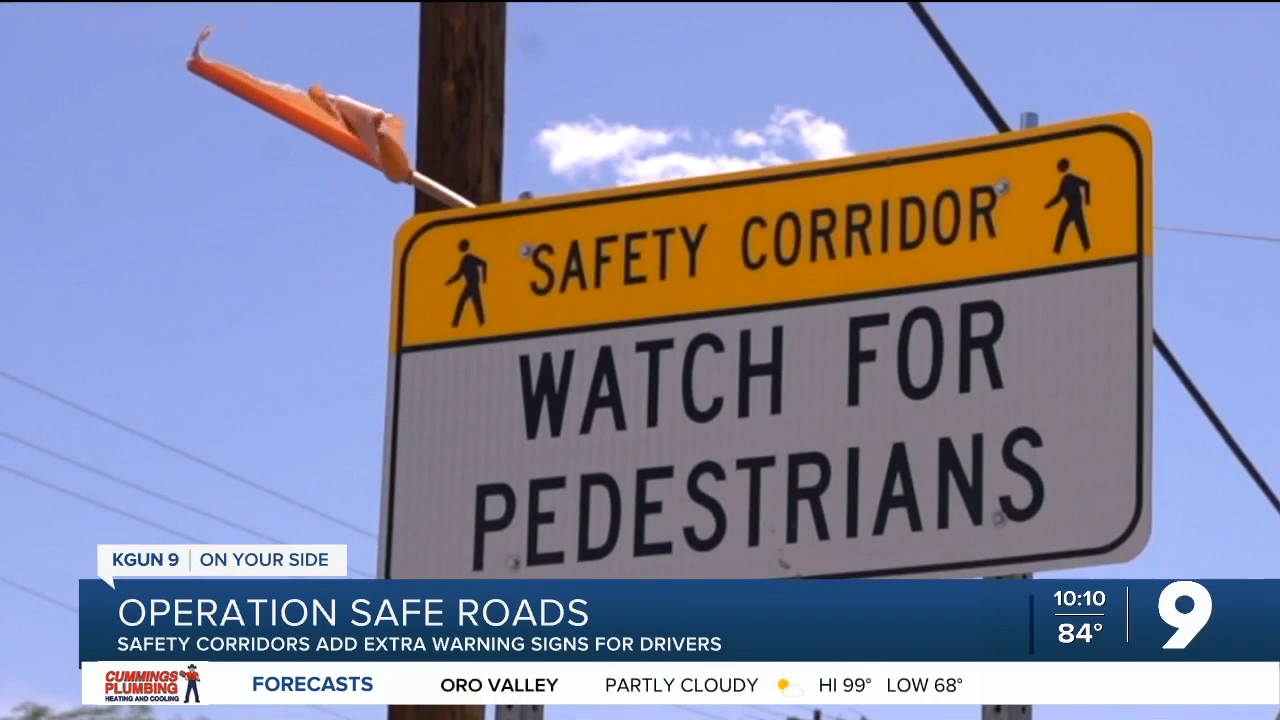 SAFETY CORRIDOR
WATCH FOR
PEDESTRIANS
KGUN 9 | ON YOUR SIDE
OPERATION SAFE ROADS
SAFETY CORRIDORS ADD EXTRA WARNING SIGNS FOR DRIVERS
10:10
84°
9
CUMMINGS
PLUMBING
HEATING AND COOLING
FORECASTS
ORO VALLEY PARTLY CLOUDY HI 99° LOW 68°